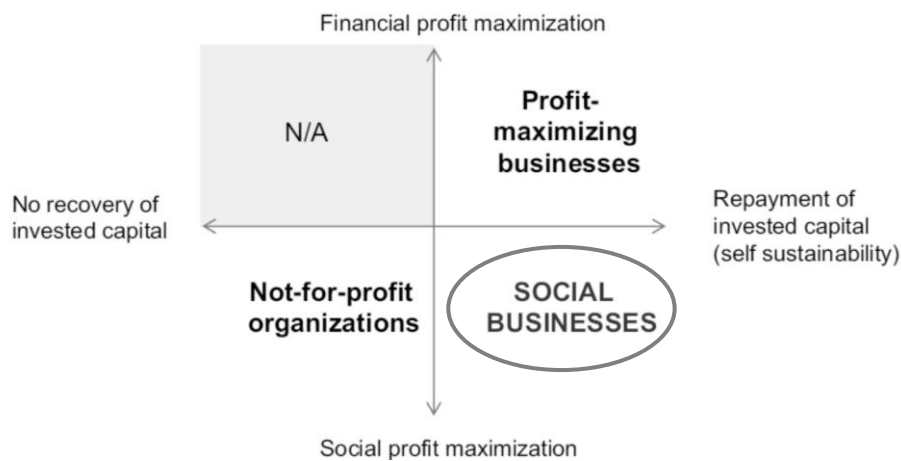 Financial profit maximization
N/A
Profit-
maximizing
businesses
No recovery of
invested capital
Repayment of
invested capital
(self sustainability)
Not-for-profit
organizations
SOCIAL
BUSINESSES
Social profit maximization